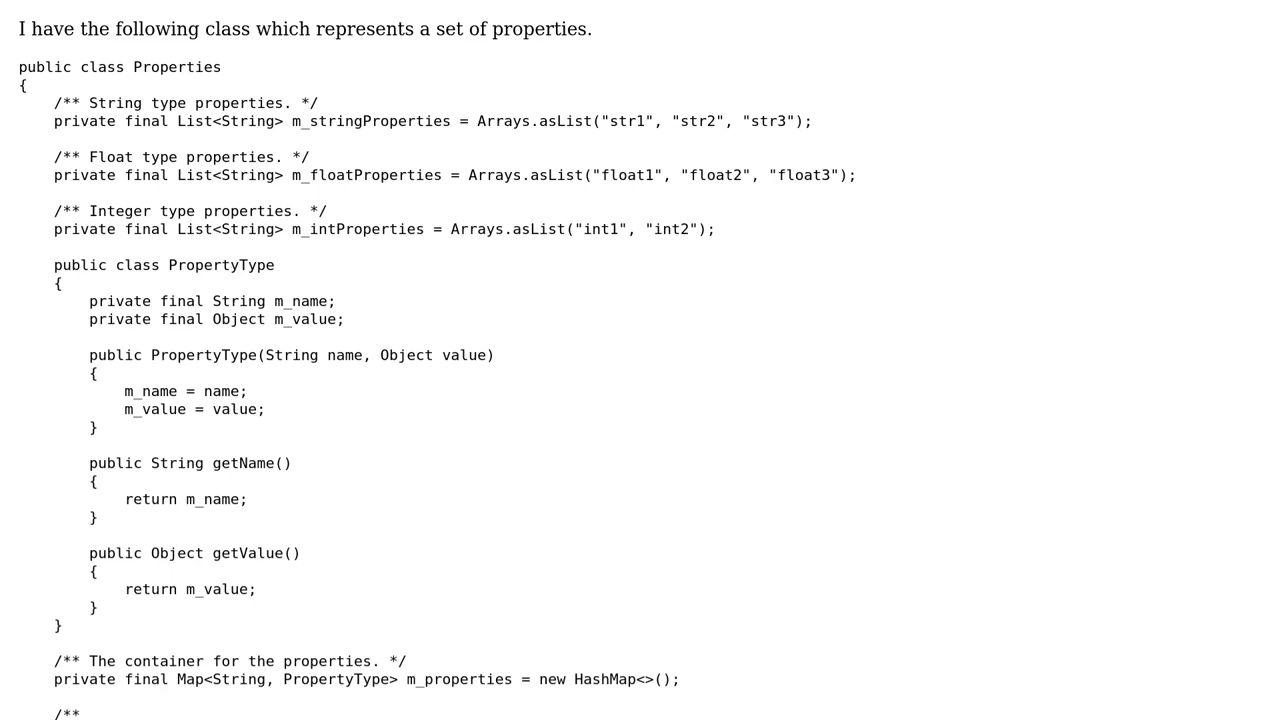 I have the following class which represents a set of properties.
public class Properties
{
    /** String type properties. */
    private final List<String> m_stringProperties = Arrays.asList("str1", "str2", "str3");

    /** Float type properties. */
    private final List<String> m_floatProperties = Arrays.asList("float1", "float2", "float3");

    /** Integer type properties. */
    private final List<String> m_intProperties = Arrays.asList("int1", "int2");

    public class PropertyType
    {
        private final String m_name;
        private final Object m_value;

        public PropertyType(String name, Object value)
        {
            m_name = name;
            m_value = value;
        }

        public String getName()
        {
            return m_name;
        }

        public Object getValue()
        {
            return m_value;
        }
    }

    /** The container for the properties. */
    private final Map<String, PropertyType> m_properties = new HashMap<>();

    /**